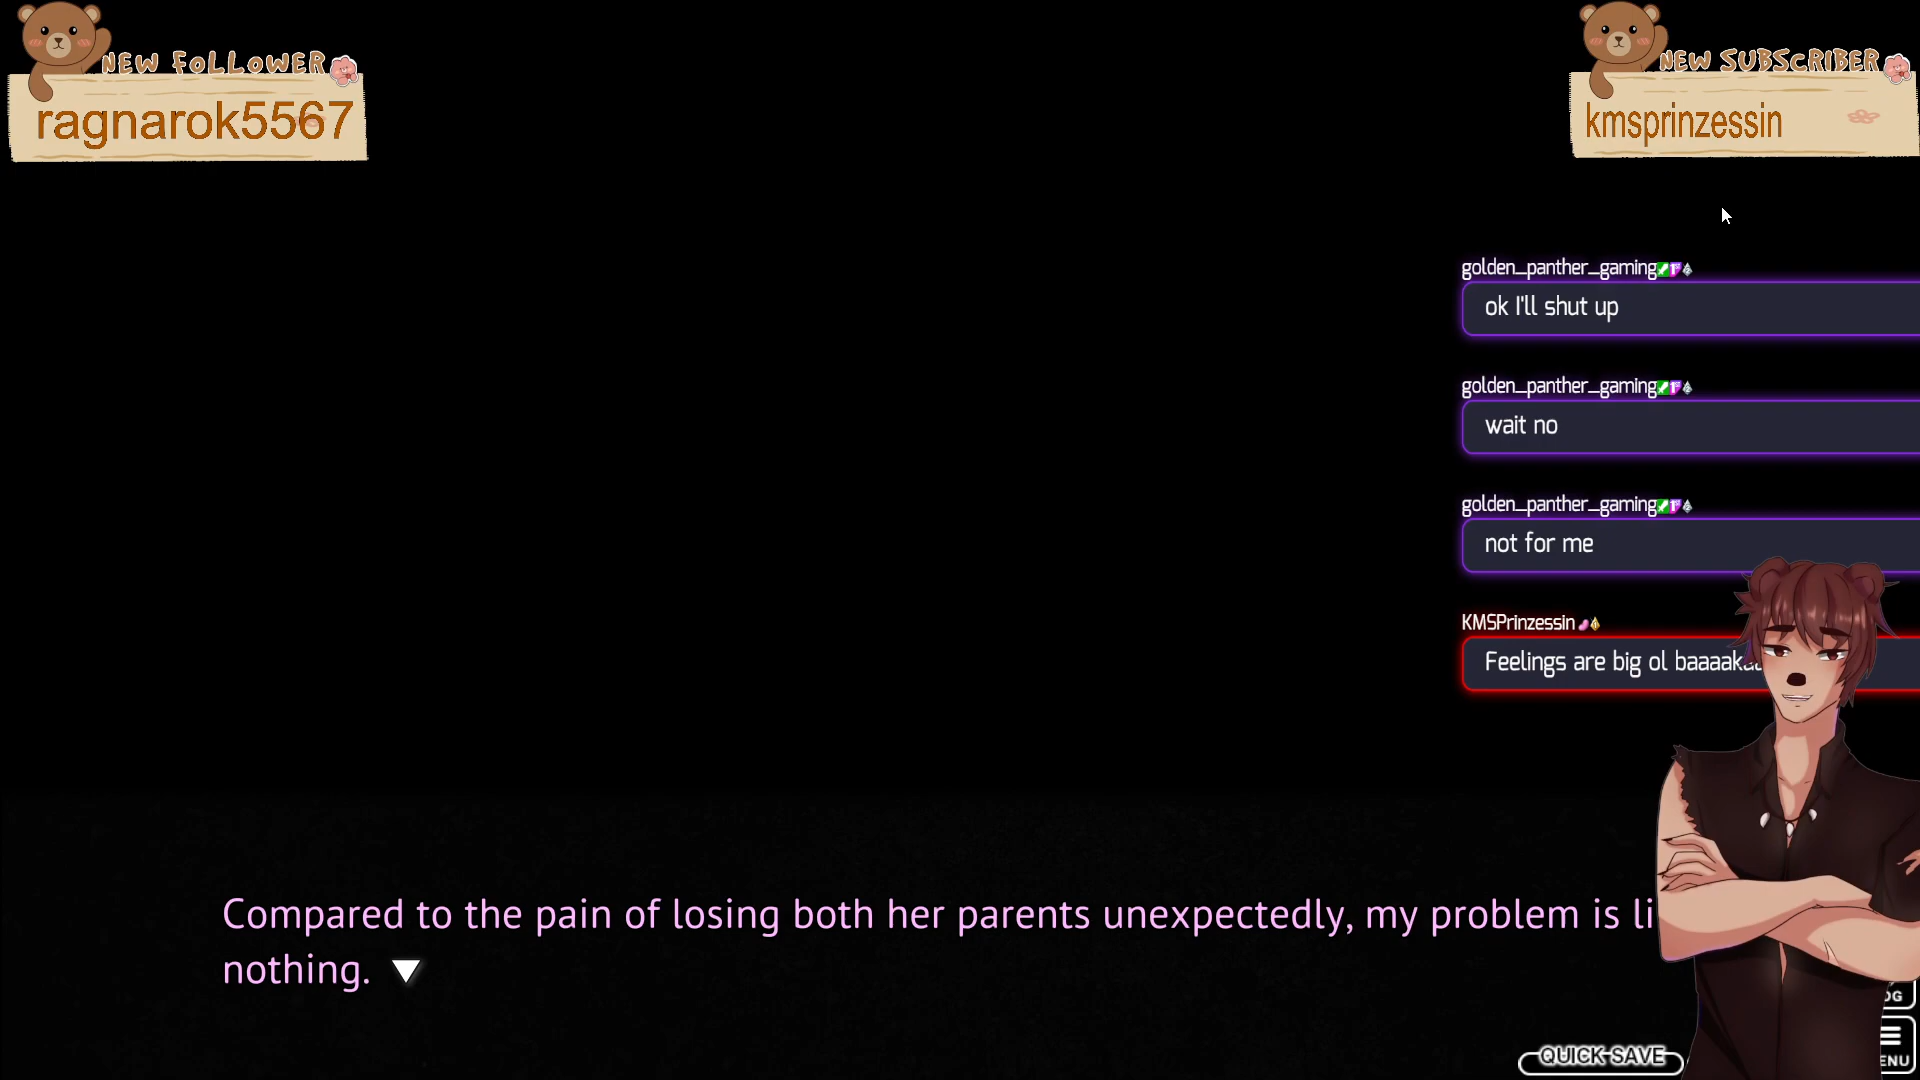 NEW FOLLOWER
ragnarok5567
NEW SUBSCRIBER
kmsprinzessin
golden_panther_gaming
ok I'll shut up
golden_panther_gaming
wait no
golden_panther_gaming
not for me
KMSPrinzessin
Feelings are big ol
Compared to the pain of losing both her parents unexpectedly, my problem is
nothing.
QUICK SAVE